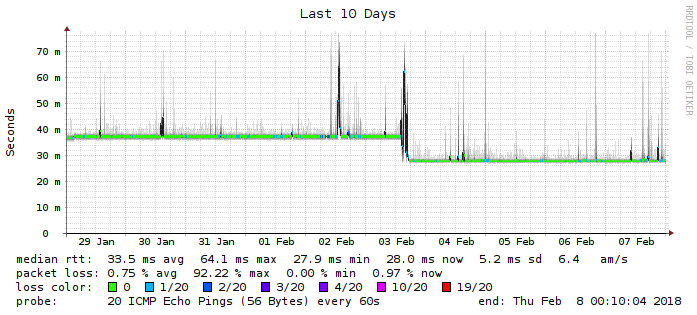 Last 10 Days
RRDTOOL / TOBI OETIKER
Seconds
70 m
60 m
50 m
40 m
30 m
20 m
10 m
0
29 Jan 30 Jan 31 Jan 01 Feb 02 Feb 03 Feb 04 Feb 05 Feb 06 Feb 07 Feb
median rtt: 33.5 ms avg 64.1 ms max 27.9 ms min 28.0 ms now 5.2 ms sd 6.4 am/s
packet loss: 0.75 % avg 92.22 % max 0.00 % min 0.97 % now
loss color: 0 1/20 2/20 3/20 4/20 10/20 19/20
probe: 20 ICMP Echo Pings (56 Bytes) every 60s end: Thu Feb 8 00:10:04 2018